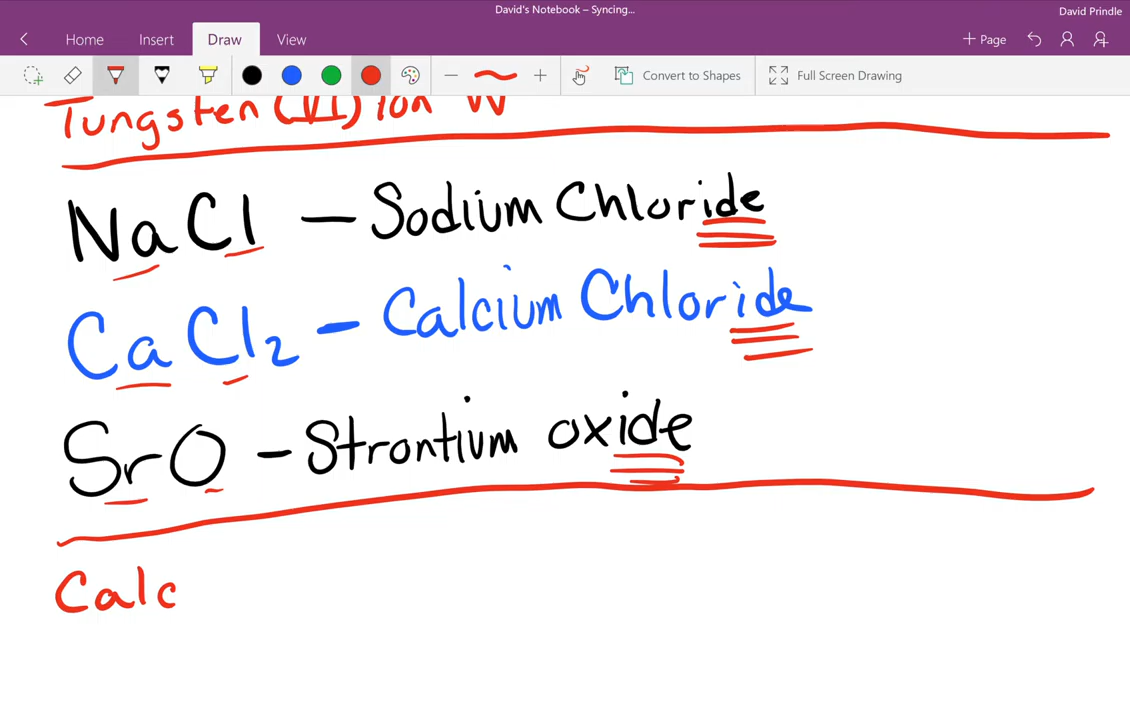 David's Notebook – Syncing...
David Prindle
Home Insert Draw View
+ Page
Convert to Shapes Full Screen Drawing
Tungsten (VI) ion W
NaCl — Sodium Chloride
CaCl2 – Calcium Chloride
SrO – Strontium oxide
Calc